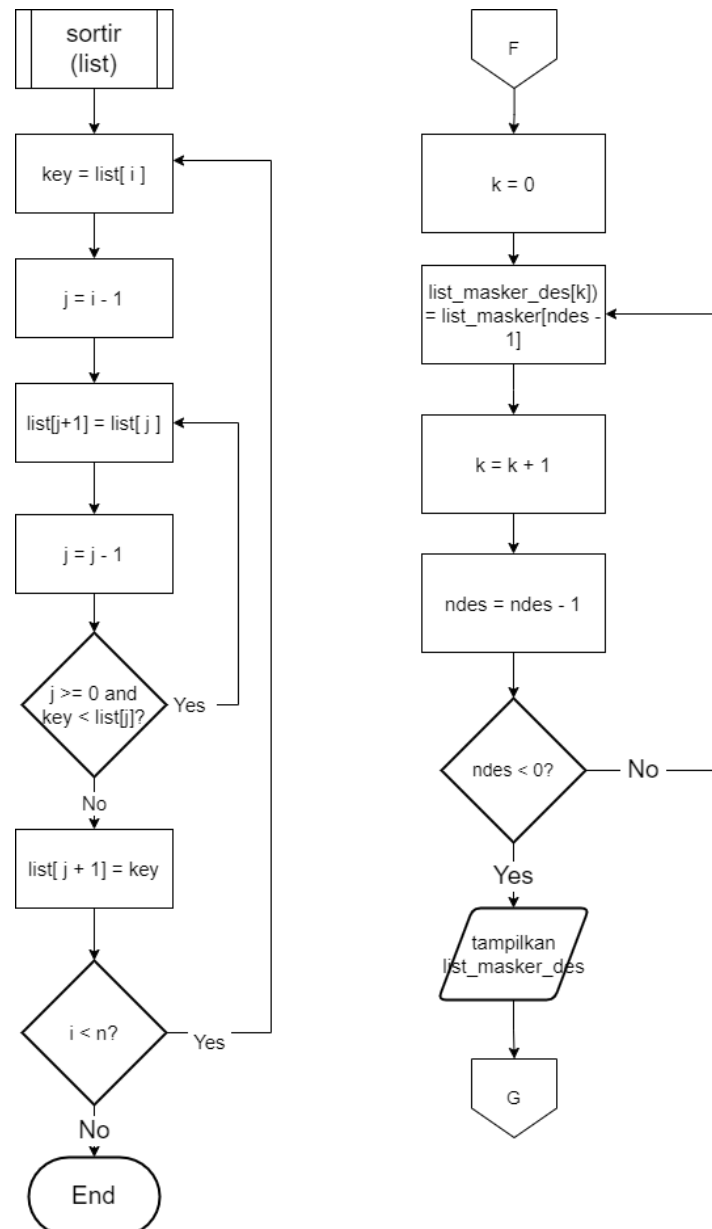 sortir
(list)
key = list[ i ]
j = i - 1
list[j+1] = list[ j ]
j = j - 1
j >= 0 and
key < list[j]?
Yes
No
list[ j + 1] = key
i < n?
Yes
No
End
F
k = 0
list_masker_des[k])
= list_masker[ndes -
1]
k = k + 1
ndes = ndes - 1
ndes < 0?
No
Yes
tampilkan
list_masker_des
G